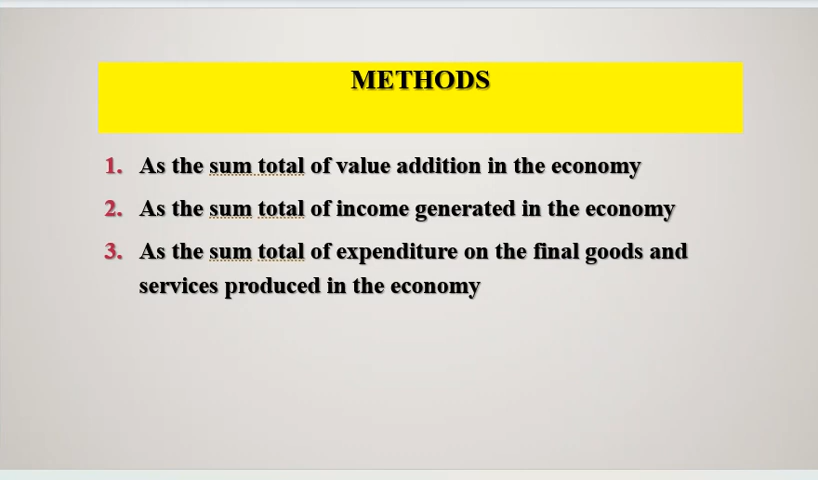 METHODS
1. As the sum total of value addition in the economy
2. As the sum total of income generated in the economy
3. As the sum total of expenditure on the final goods and
services produced in the economy